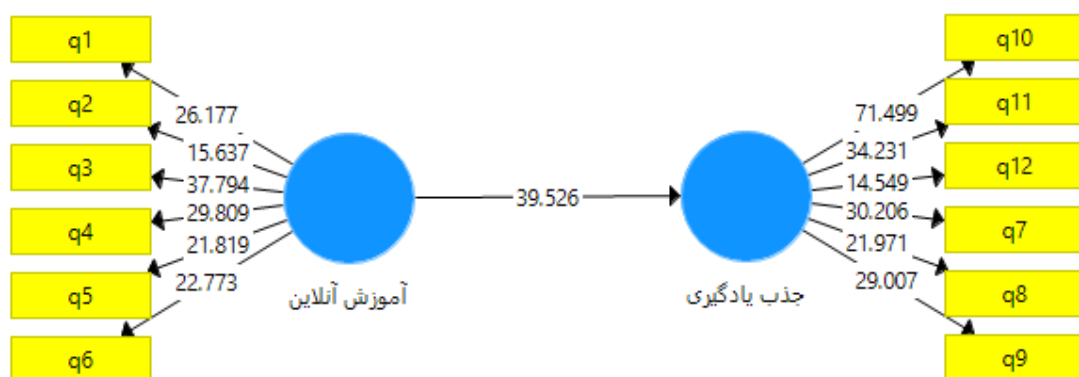 q1
q2
q3
q4
q5
q6
26.177
15.637
37.794
29.809
21.819
22.773
آموزش آنلاین
39.526
جذب یادگیری
71.499
34.231
14.549
30.206
21.971
29.007
q10
q11
q12
q7
q8
q9